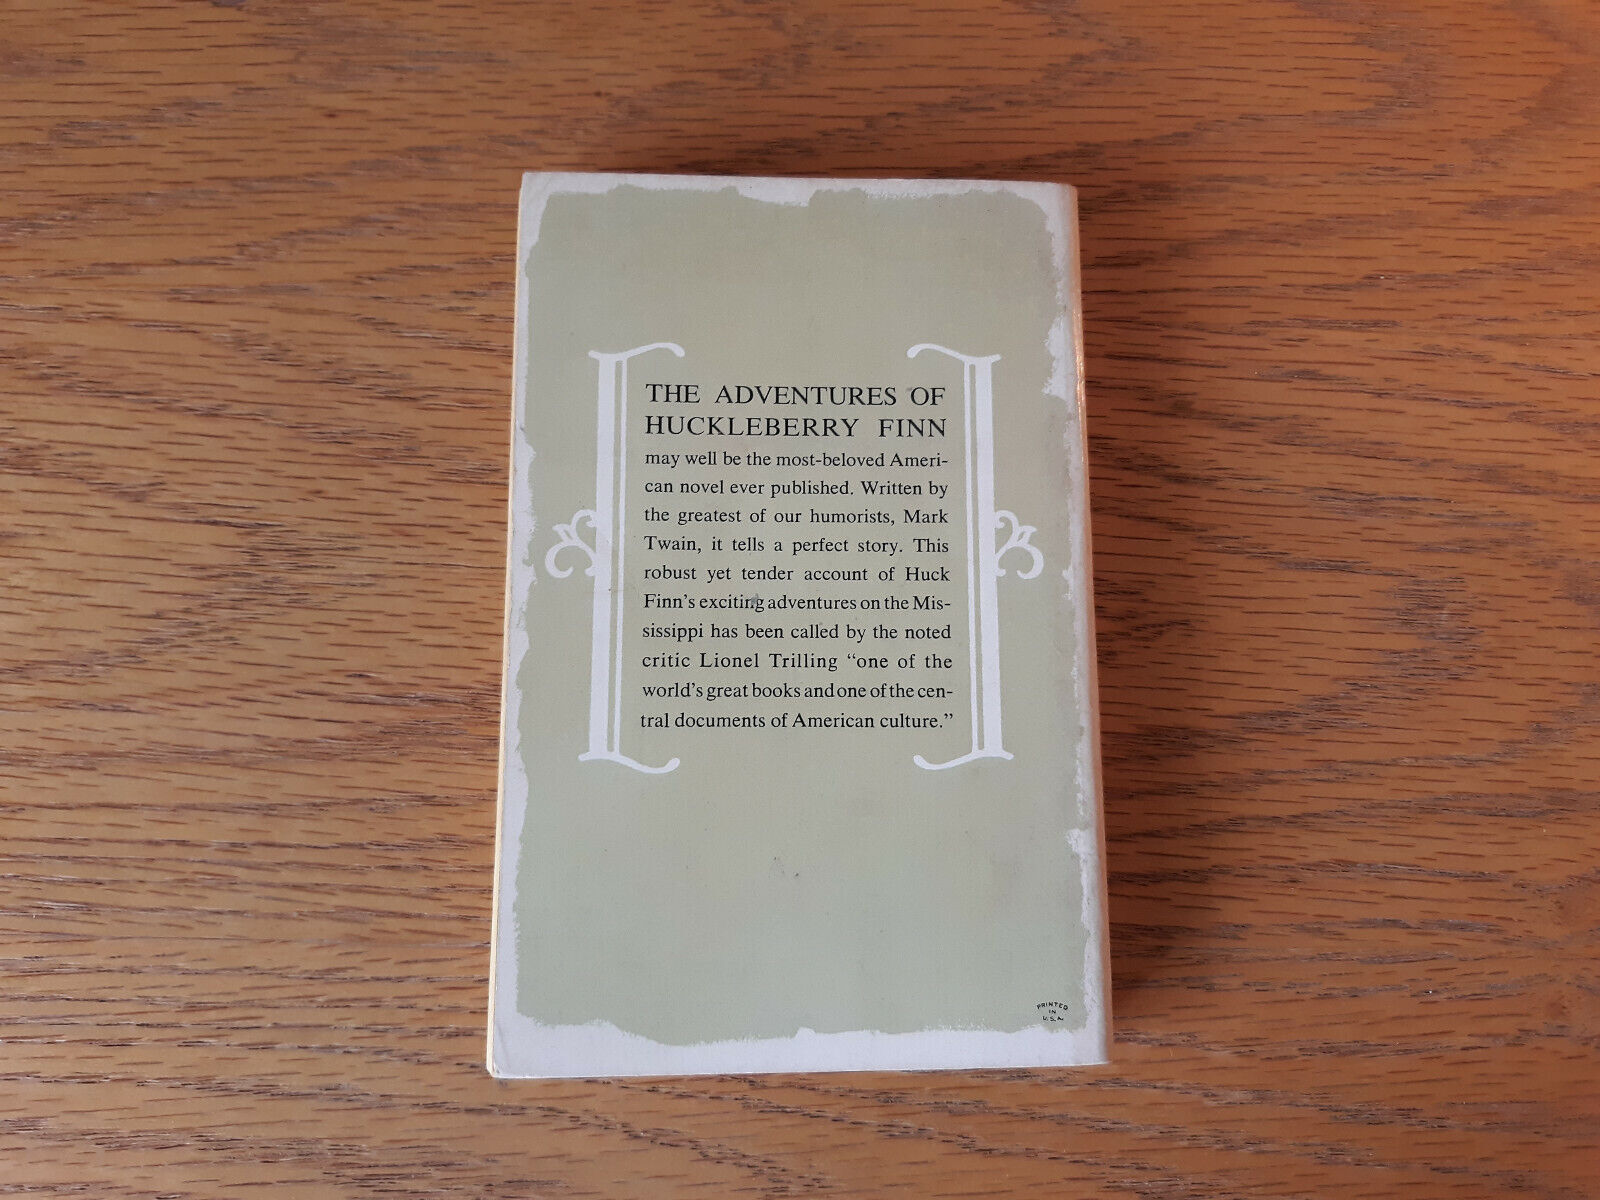 THE ADVENTURES OF
HUCKLEBERRY FINN
may well be the most-beloved Ameri-
can novel ever published. Written by
the greatest of our humorists, Mark
Twain, it tells a perfect story. This
robust yet tender account of Huck
Finn's exciting adventures on the Mis-
sissippi has been called by the noted
critic Lionel Trilling “one of the
world's great books and one of the cen-
tral documents of American culture.”
PRINTED
IN
U.S.A.